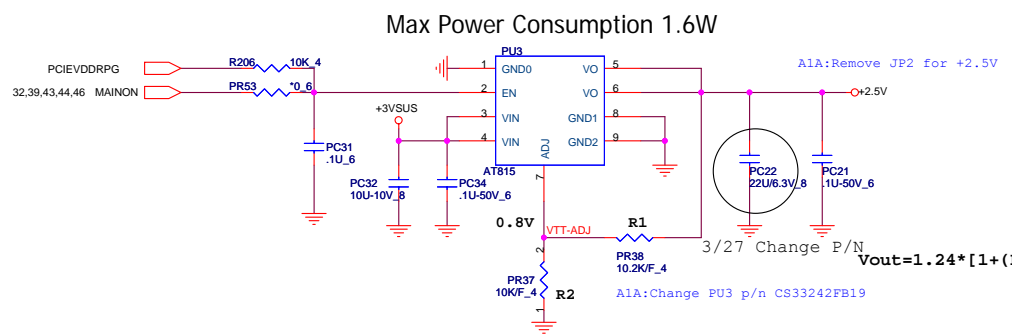 Max Power Consumption 1.6W
PU3
PCIEVDDRPG
R206 10K_4
1 GND0 VO 5
A1A:Remove JP2 for +2.5V
32,39,43,44,46 MAINON
PR53 *0_6
2 EN VO 6
+2.5V
+3VSUS
3 VIN GND1 8
4 VIN GND2 9
ADJ
PC31
.1U_6
AT815
7
PC32
10U-10V_8
PC34
.1U-50V_6
PC22
22U/6.3V_8
PC21
.1U-50V_6
0.8V
VTT-ADJ
R1
3/27 Change P/N
Vout=1.24*[1+(
2
PR38
10.2K/F_4
PR37
10K/F_4
R2
A1A:Change PU3 p/n CS33242FB19
1